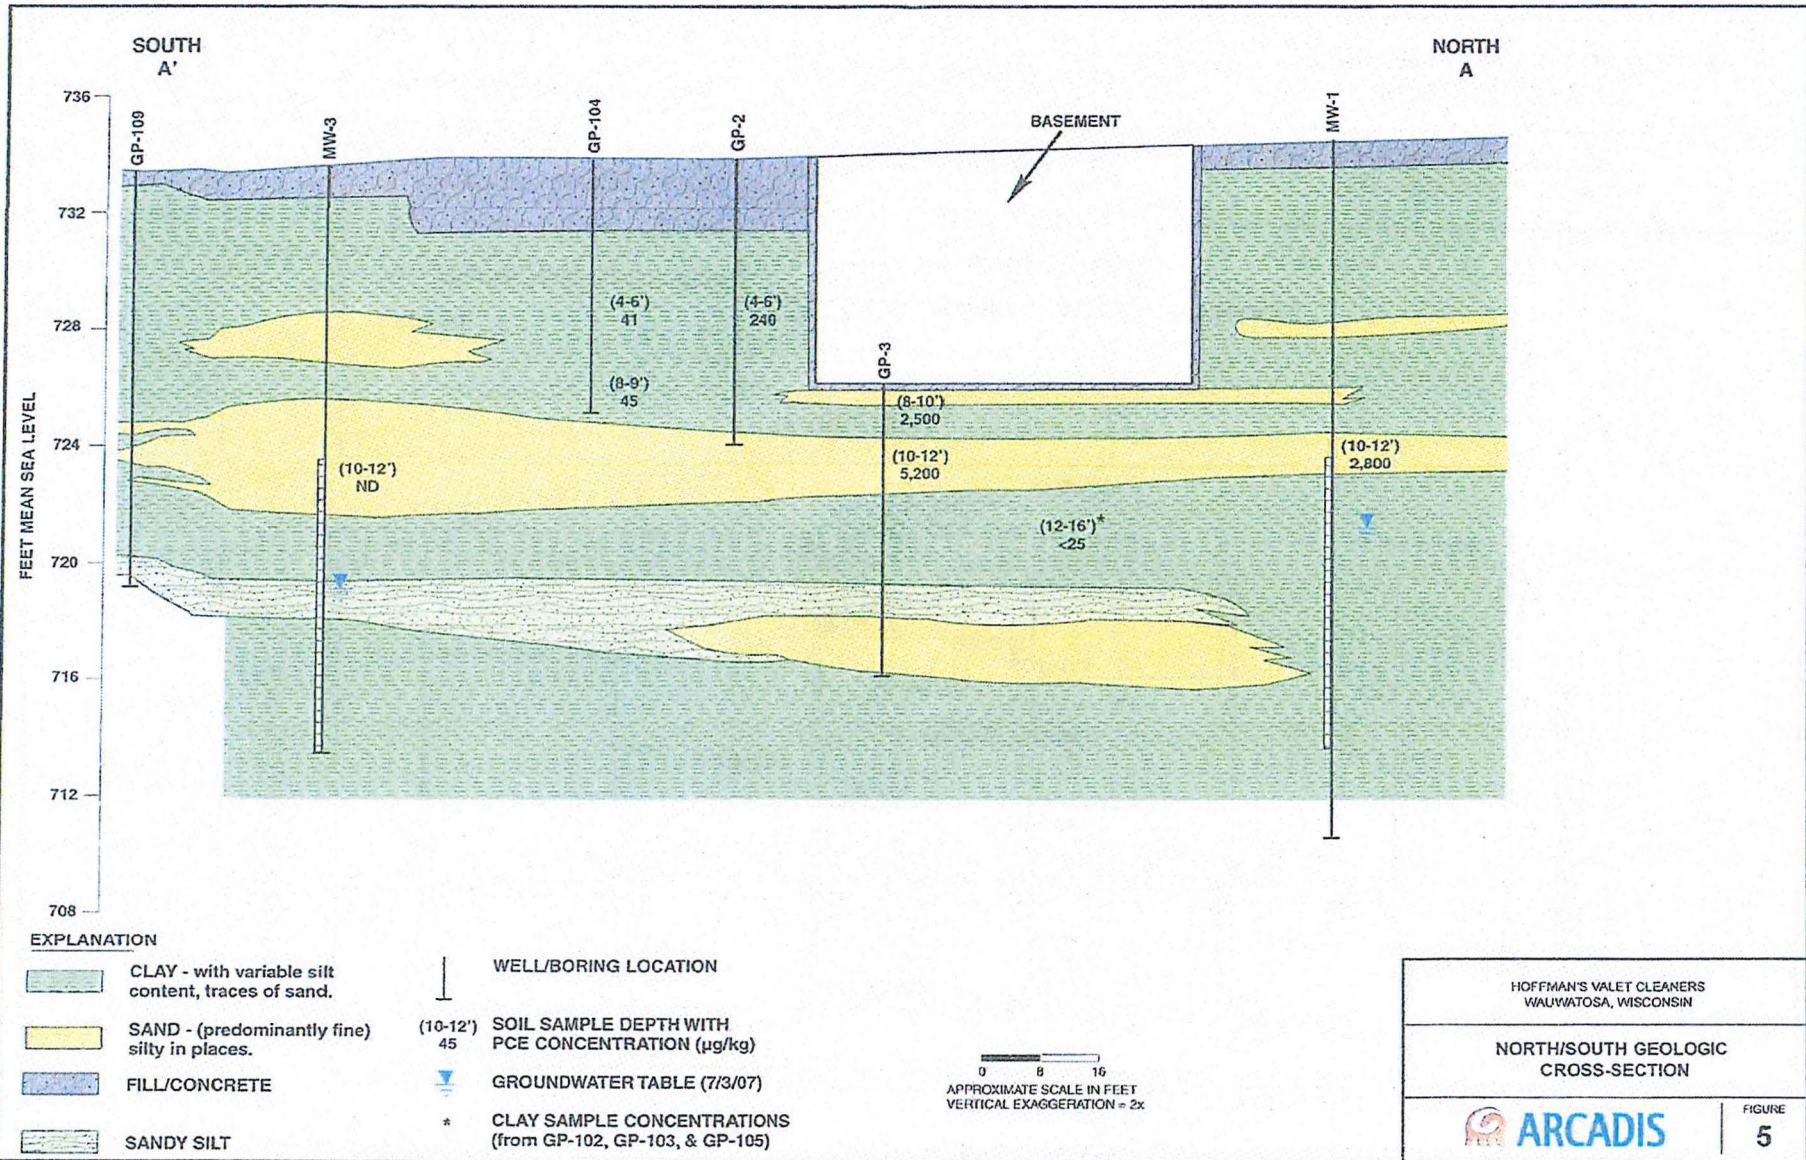 SOUTH
A'
NORTH
A
736
732
728
724
720
716
712
708
FEET MEAN SEA LEVEL
GP-109
MW-3
GP-104
GP-2
BASEMENT
MW-1
GP-3
(4-6')
41
(8-9')
45
(4-6')
240
(8-10')
2,500
(10-12')
5,200
(10-12')
ND
(10-12')
2,800
(12-16')*
<25
EXPLANATION
CLAY - with variable silt
content, traces of sand.
SAND - (predominantly fine)
silty in places.
FILL/CONCRETE
SANDY SILT
WELL/BORING LOCATION
(10-12') SOIL SAMPLE DEPTH WITH
45 PCE CONCENTRATION (µg/kg)
GROUNDWATER TABLE (7/3/07)
* CLAY SAMPLE CONCENTRATIONS
(from GP-102, GP-103, & GP-105)
0 8 16
APPROXIMATE SCALE IN FEET
VERTICAL EXAGGERATION = 2x
HOFFMAN'S VALET CLEANERS
WAUWATOSA, WISCONSIN
NORTH/SOUTH GEOLOGIC
CROSS-SECTION
ARCADIS
FIGURE
5